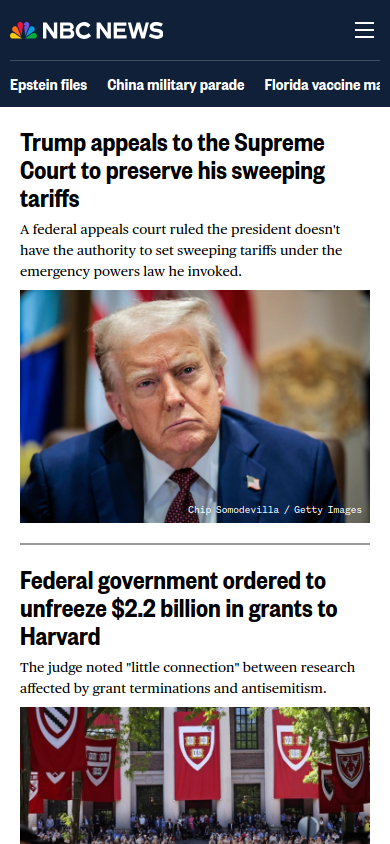 NBC NEWS
Epstein files China military parade Florida vaccine
Trump appeals to the Supreme
Court to preserve his sweeping
tariffs
A federal appeals court ruled the president doesn't
have the authority to set sweeping tariffs under the
emergency powers law he invoked.
Chip Somodevilla / Getty Images
Federal government ordered to
unfreeze $2.2 billion in grants to
Harvard
The judge noted "little connection" between research
affected by grant terminations and antisemitism.